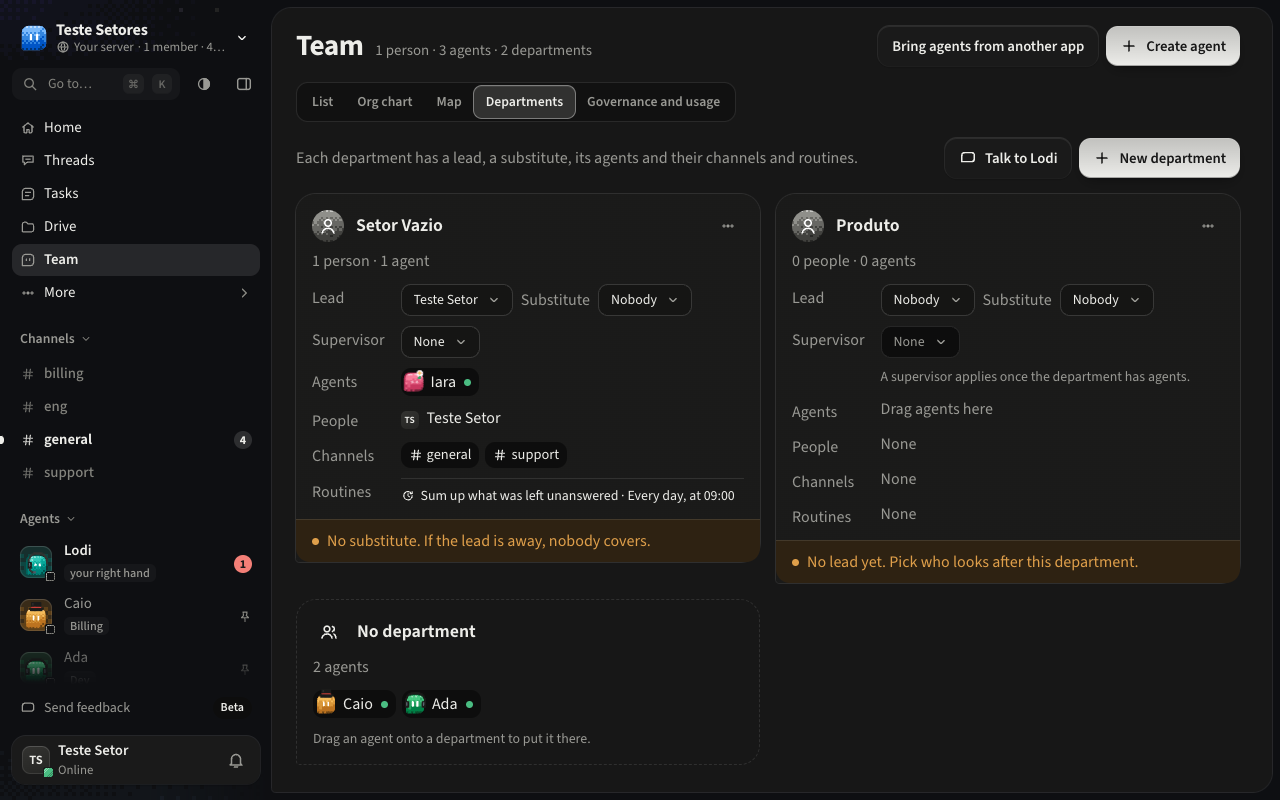 Teste Setores
Your server · 1 member · 4…
Go to…
⌘ K
Home
Threads
Tasks
Drive
Team
More
Channels
# billing
# eng
# general 4
# support
Agents
Lodi
your right hand
1
Caio
Billing
Ada
Dev
Send feedback
Beta
TS
Teste Setor
Online
Team
1 person · 3 agents · 2 departments
Bring agents from another app
Create agent
List
Org chart
Map
Departments
Governance and usage
Each department has a lead, a substitute, its agents and their channels and routines.
Talk to Lodi
New department
Setor Vazio
1 person · 1 agent
Lead Teste Setor Substitute Nobody
Supervisor None
Agents Iara
People TS Teste Setor
Channels # general # support
Routines Sum up what was left unanswered · Every day, at 09:00
No substitute. If the lead is away, nobody covers.
Produto
0 people · 0 agents
Lead Nobody Substitute Nobody
Supervisor None
A supervisor applies once the department has agents.
Agents Drag agents here
People None
Channels None
Routines None
No lead yet. Pick who looks after this department.
No department
2 agents
Caio
Ada
Drag an agent onto a department to put it there.